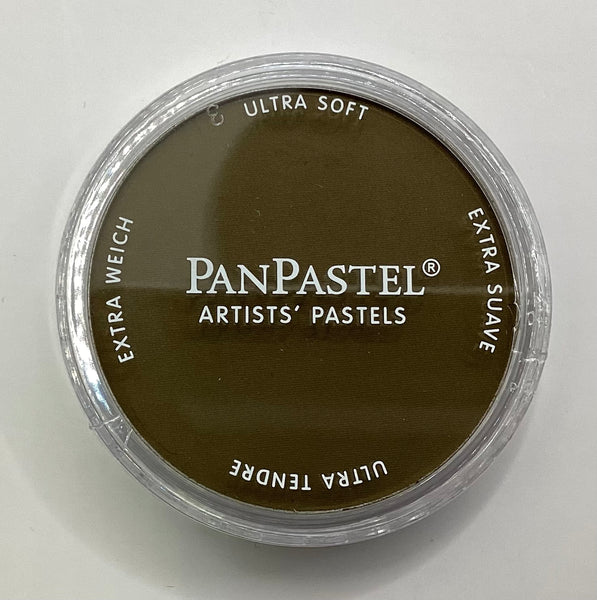 ULTRA SOFT
PANPASTEL®
ARTISTS' PASTELS
EXTRA SUAVE
ULTRA TENDRE
EXTRA WEICH